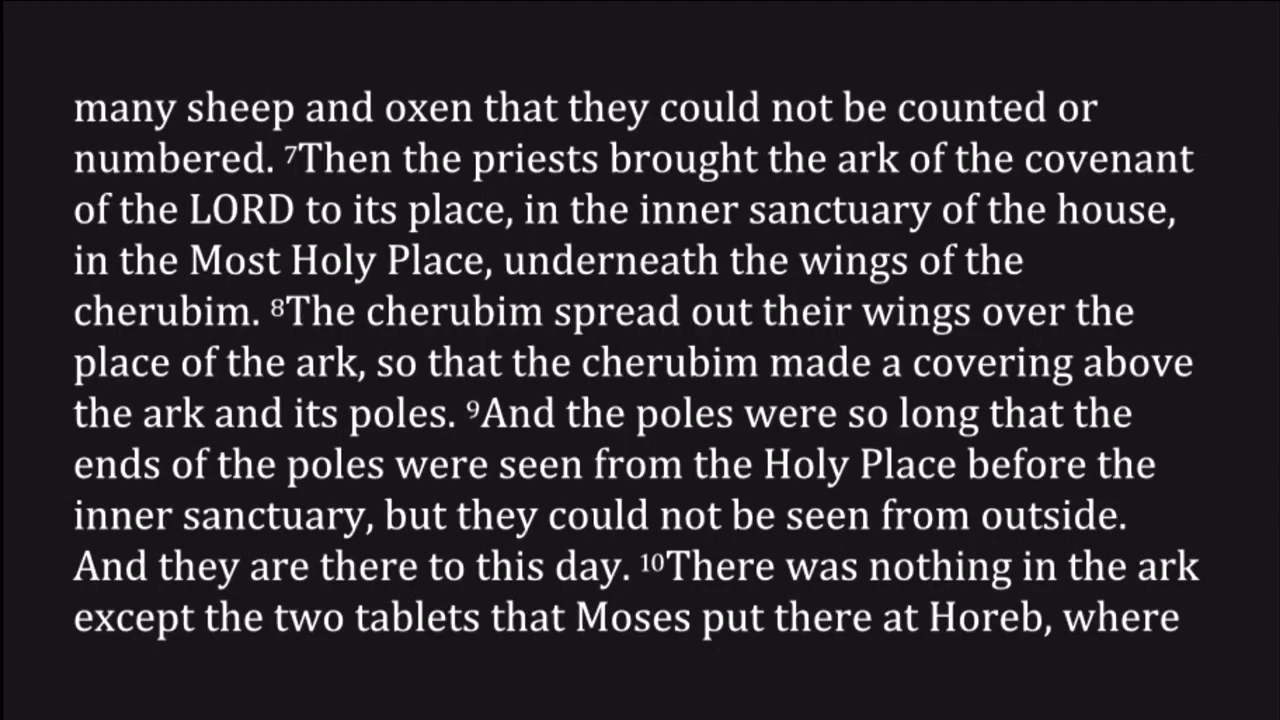 many sheep and oxen that they could not be counted or
numbered. ⁷Then the priests brought the ark of the covenant
of the LORD to its place, in the inner sanctuary of the house,
in the Most Holy Place, underneath the wings of the
cherubim. ⁸The cherubim spread out their wings over the
place of the ark, so that the cherubim made a covering above
the ark and its poles. ⁹And the poles were so long that the
ends of the poles were seen from the Holy Place before the
inner sanctuary, but they could not be seen from outside.
And they are there to this day. ¹⁰There was nothing in the ark
except the two tablets that Moses put there at Horeb, where